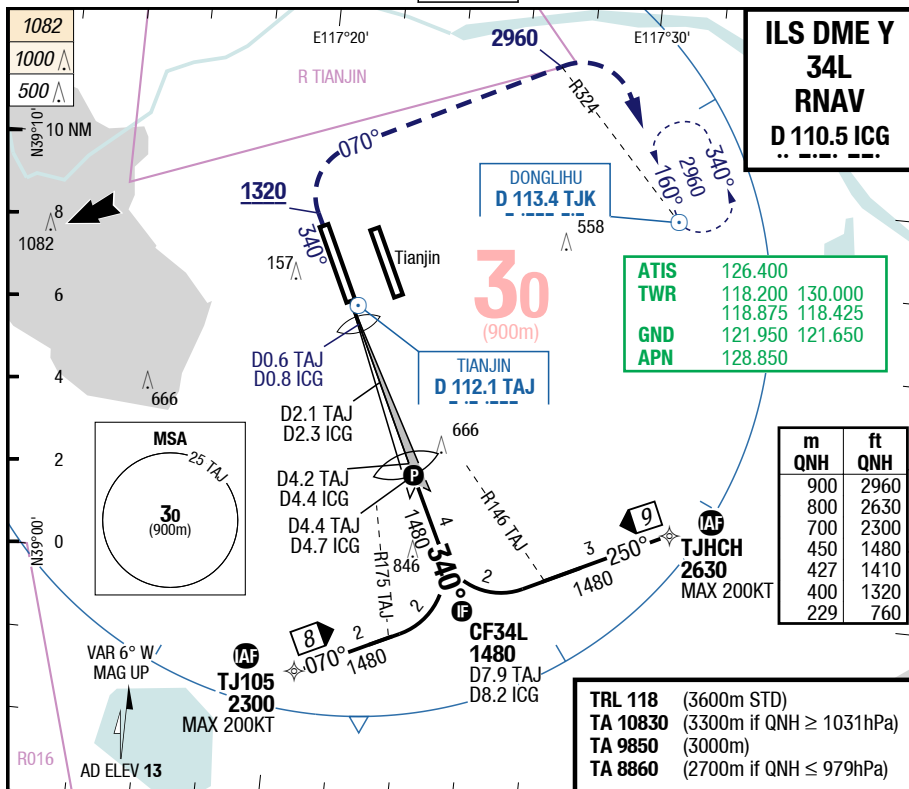 1082
1000
500
N39°10'
10 NM
8
6
4
2
0
N39°00'
E117°20'
E117°30'
R TIANJIN
2960
R324
070°
1320
340°
340°
2960
160°
ILS DME Y
34L
RNAV
D 110.5 ICG
DONGLIHU
D 113.4 TJK
1082
157
Tianjin
558
30
(900m)
ATIS 126.400
TWR 118.200 130.000
118.875 118.425
GND 121.950 121.650
APN 128.850
D0.6 TAJ
D0.8 ICG
TIANJIN
D 112.1 TAJ
666
D2.1 TAJ
D2.3 ICG
666
D4.2 TAJ
D4.4 ICG
P
D4.4 TAJ
D4.7 ICG
MSA
25 TAJ
30
(900m)
m ft
QNH QNH
900 2960
800 2630
700 2300
450 1480
427 1410
400 1320
229 760
R146 TAJ
R175 TAJ
4
1480
340°
846
2
3
1480
250°
9
IAF
TJHCH
2630
MAX 200KT
2
2
1480
070°
8
IAF
TJ105
2300
MAX 200KT
IF
CF34L
1480
D7.9 TAJ
D8.2 ICG
VAR 6° W
MAG UP
R016
AD ELEV 13
TRL 118 (3600m STD)
TA 10830 (3300m if QNH ≥ 1031hPa)
TA 9850 (3000m)
TA 8860 (2700m if QNH ≤ 979hPa)